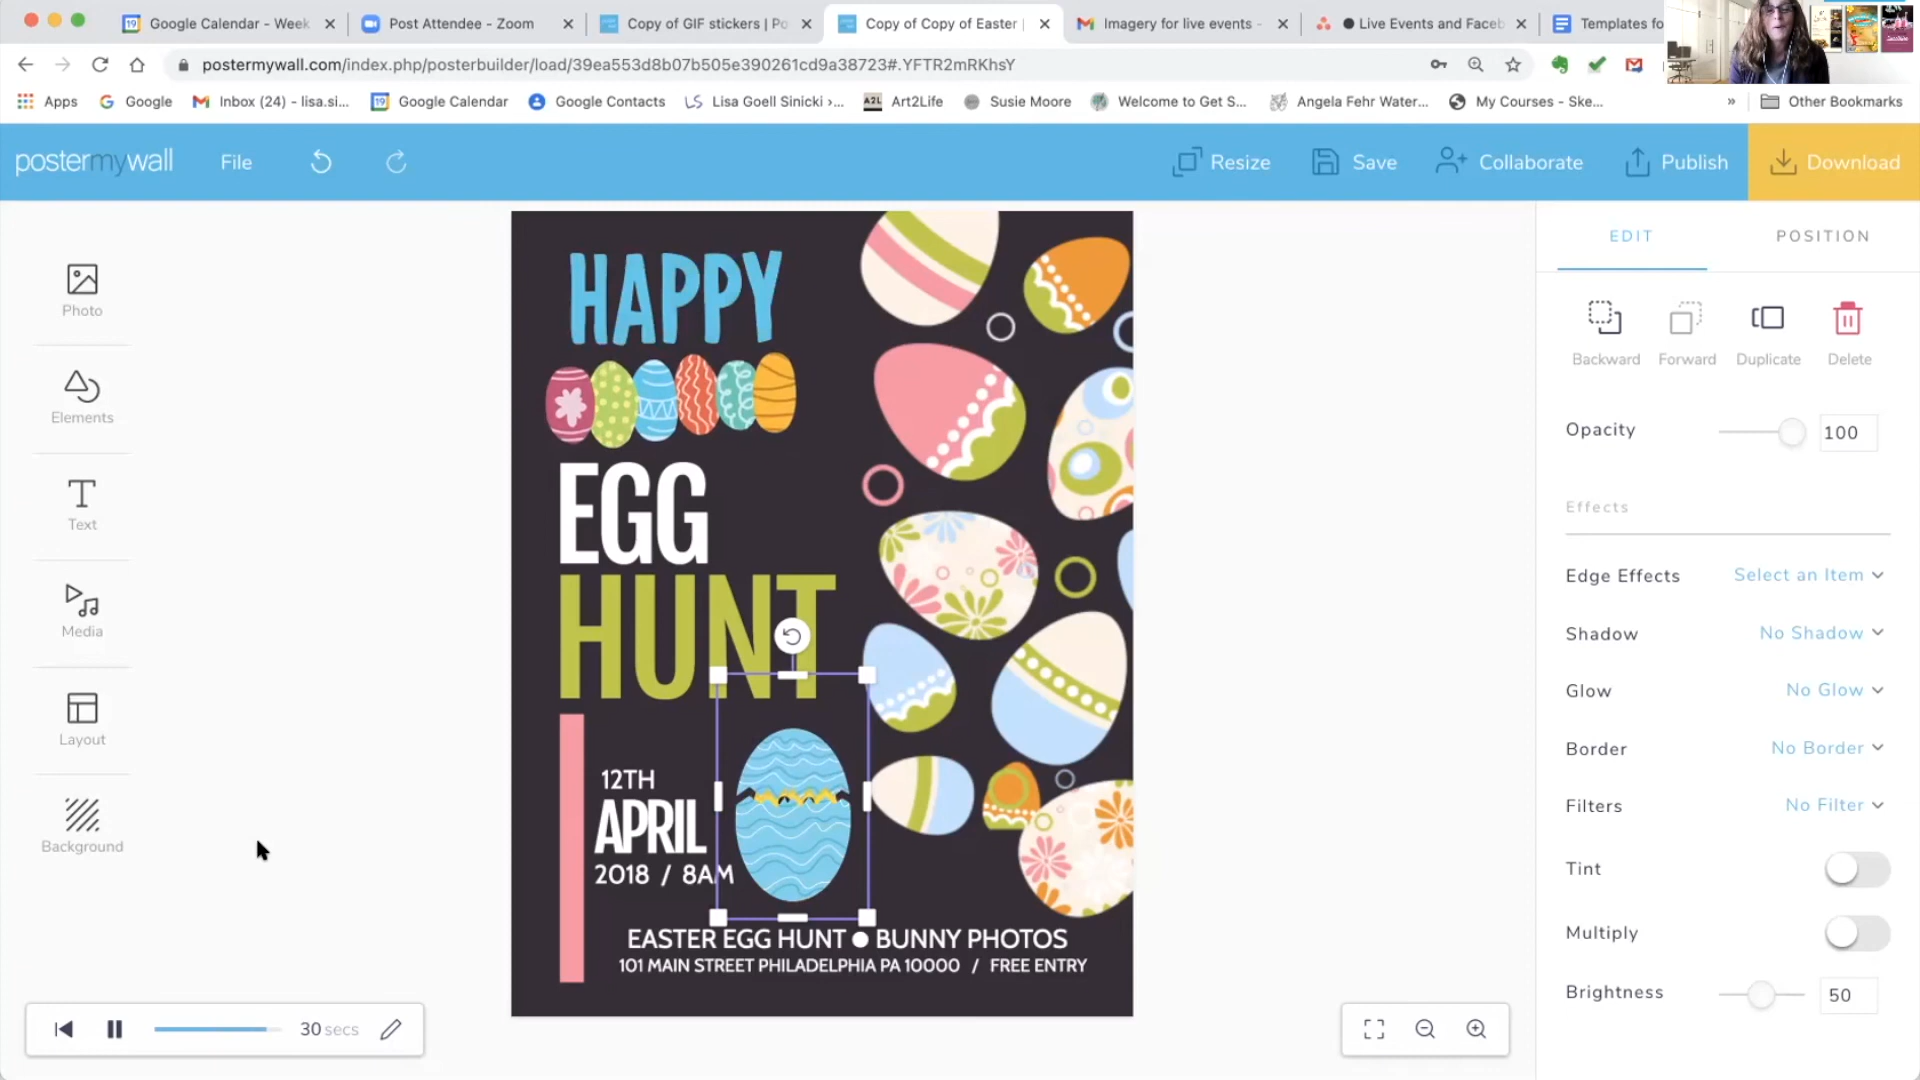 Google Calendar - Week
Post Attendee - Zoom
Copy of GIF stickers | Po
Copy of Copy of Easter |
Imagery for live events -
● Live Events and Faceb
Templates fo
postermywall.com/index.php/posterbuilder/load/39ea553d8b07b505e390261cd9a38723#.YFTR2mRKhsY
Apps
Google
Inbox (24) - lisa.si...
Google Calendar
Google Contacts
Lisa Goell Sinicki ›...
A2L Art2Life
Susie Moore
Welcome to Get S...
Angela Fehr Water...
My Courses - Ske...
»
Other Bookmarks
postermywall
File
Resize
Save
Collaborate
Publish
Download
Photo
Elements
Text
Media
Layout
Background
HAPPY
EGG
HUNT
12TH
APRIL
2018 / 8AM
EASTER EGG HUNT ● BUNNY PHOTOS
101 MAIN STREET PHILADELPHIA PA 10000 / FREE ENTRY
30 secs
EDIT
POSITION
Backward
Forward
Duplicate
Delete
Opacity
100
Effects
Edge Effects
Select an Item
Shadow
No Shadow
Glow
No Glow
Border
No Border
Filters
No Filter
Tint
Multiply
Brightness
50